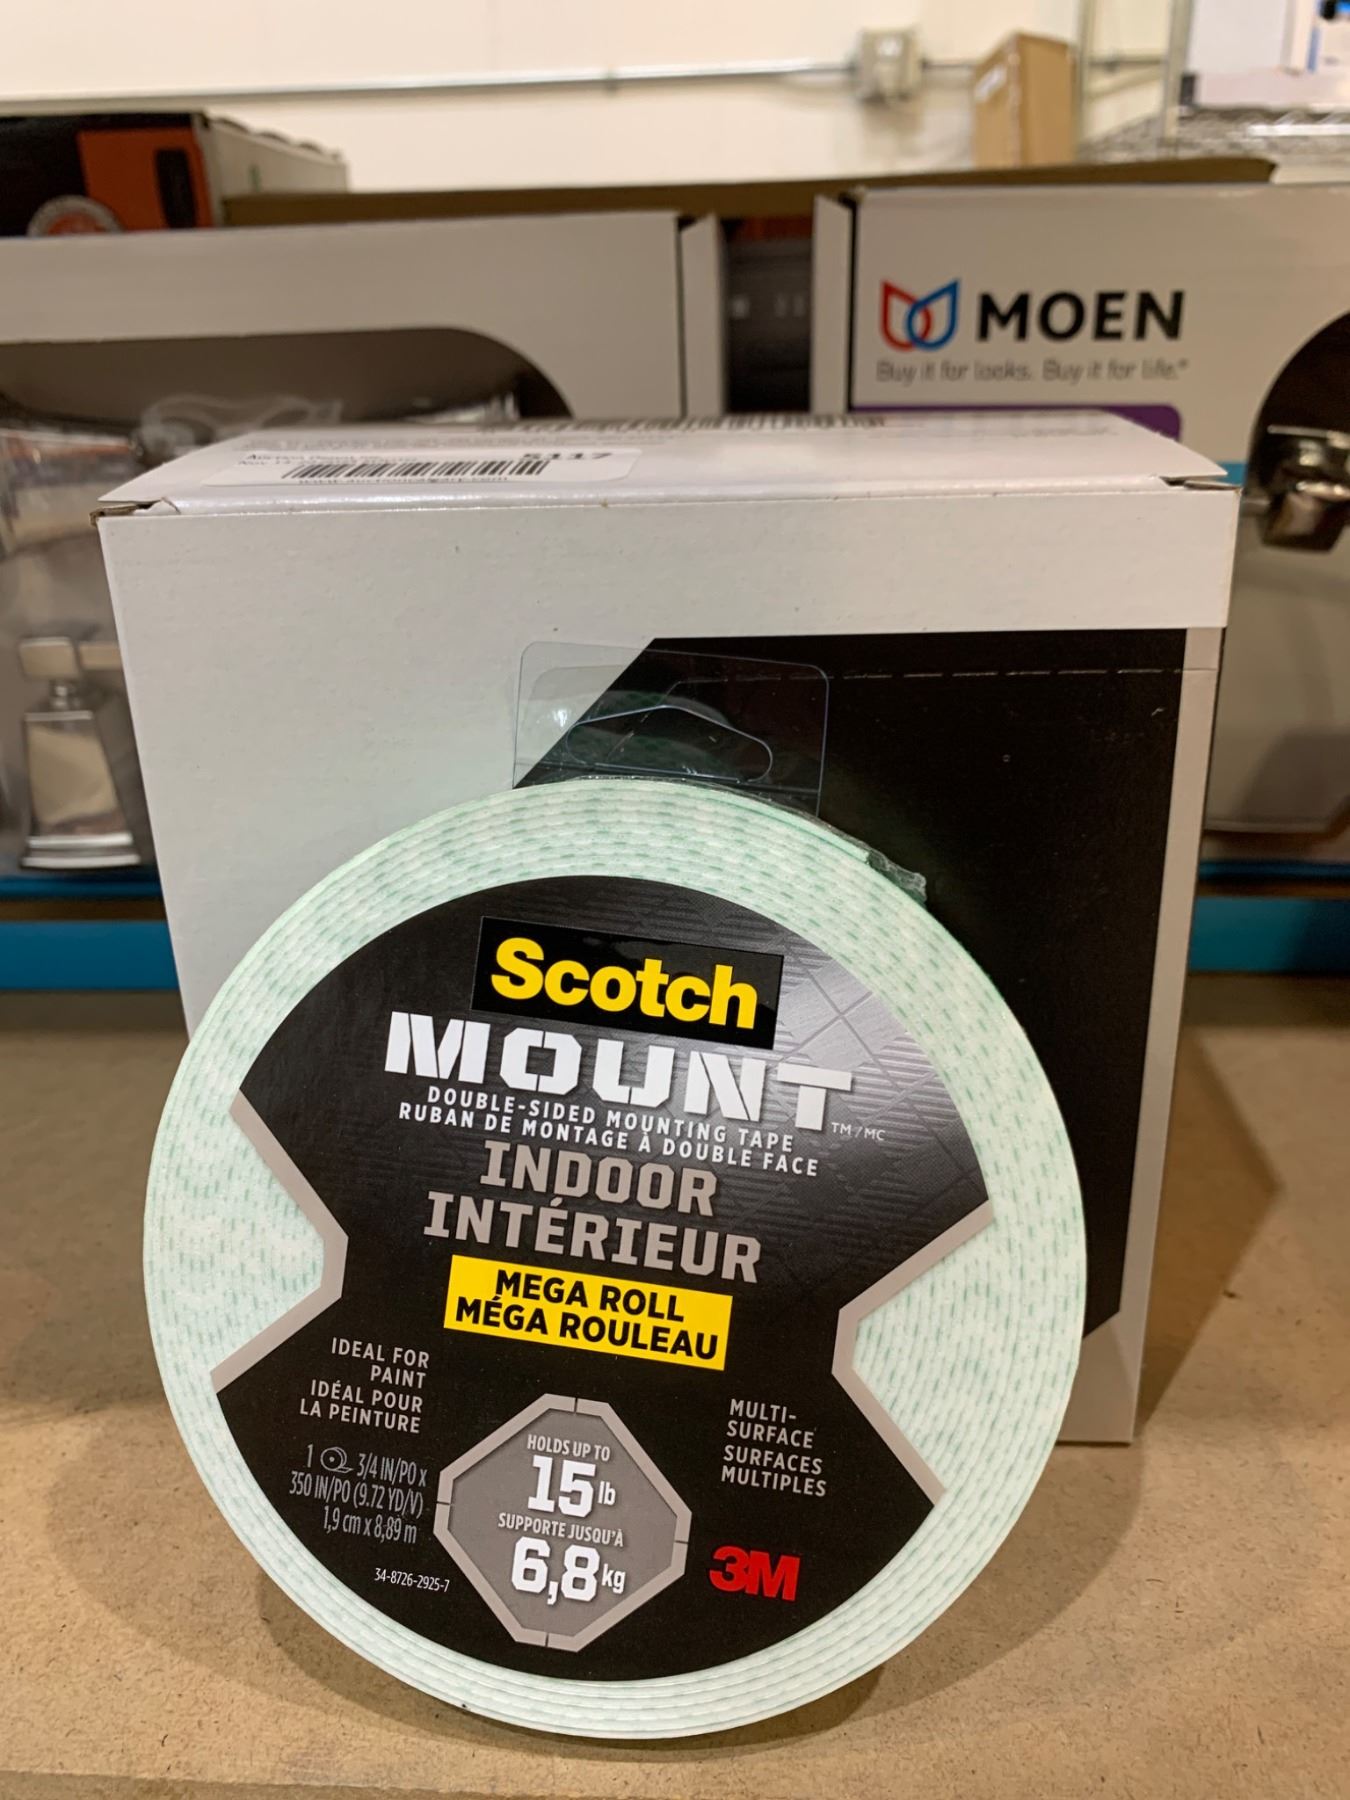 MOEN
Buy it for looks. Buy it for life.®
5117
Scotch
MOUNT TM/MC
DOUBLE-SIDED MOUNTING TAPE
RUBAN DE MONTAGE À DOUBLE FACE
INDOOR
INTÉRIEUR
MEGA ROLL
MÉGA ROULEAU
IDEAL FOR
PAINT
IDÉAL POUR
LA PEINTURE
1 3/4 IN/PO x
350 IN/PO (9.72 YD/V)
1,9 cm x 8,89 m
34-8726-2925-7
HOLDS UP TO
15 lb
SUPPORTE JUSQU'À
6,8 kg
MULTI-
SURFACE
SURFACES
MULTIPLES
3M